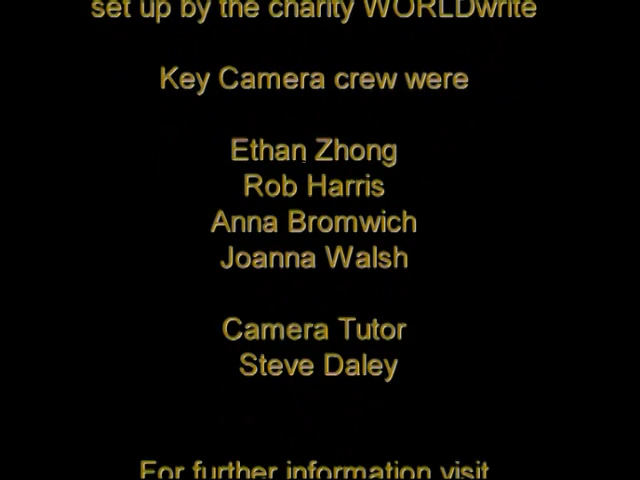 set up by the charity WORLDwrite
Key Camera crew were
Ethan Zhong
Rob Harris
Anna Bromwich
Joanna Walsh
Camera Tutor
Steve Daley
For further information visit